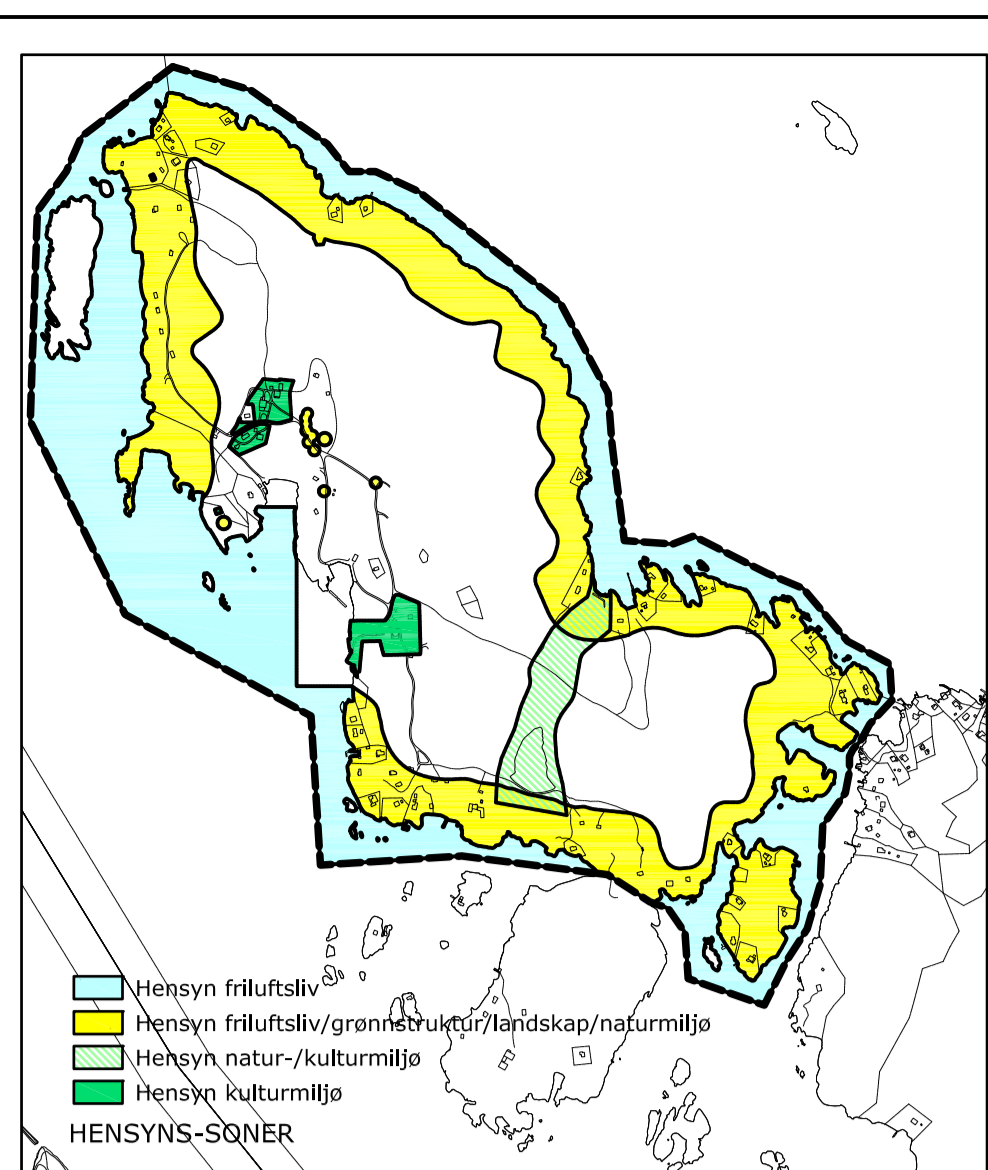 Hensyn friluftsliv
Hensyn friluftsliv/grønnstruktur/landskap/naturmiljø
Hensyn natur-/kulturmiljø
Hensyn kulturmiljø
HENSYNS-SONER